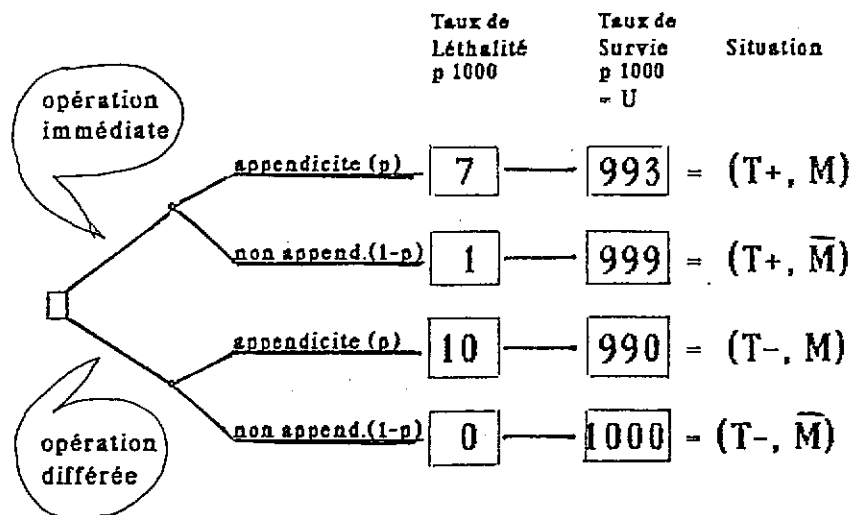 Taux de
Léthalité
p 1000
Taux de
Survie
p 1000
= U
Situation
opération
immédiate
appendicite (p) 7 993 = (T+, M)
non append.(1-p) 1 999 = (T+, M̅)
appendicite (p) 10 990 = (T-, M)
non append.(1-p) 0 1000 = (T-, M̅)
opération
différée